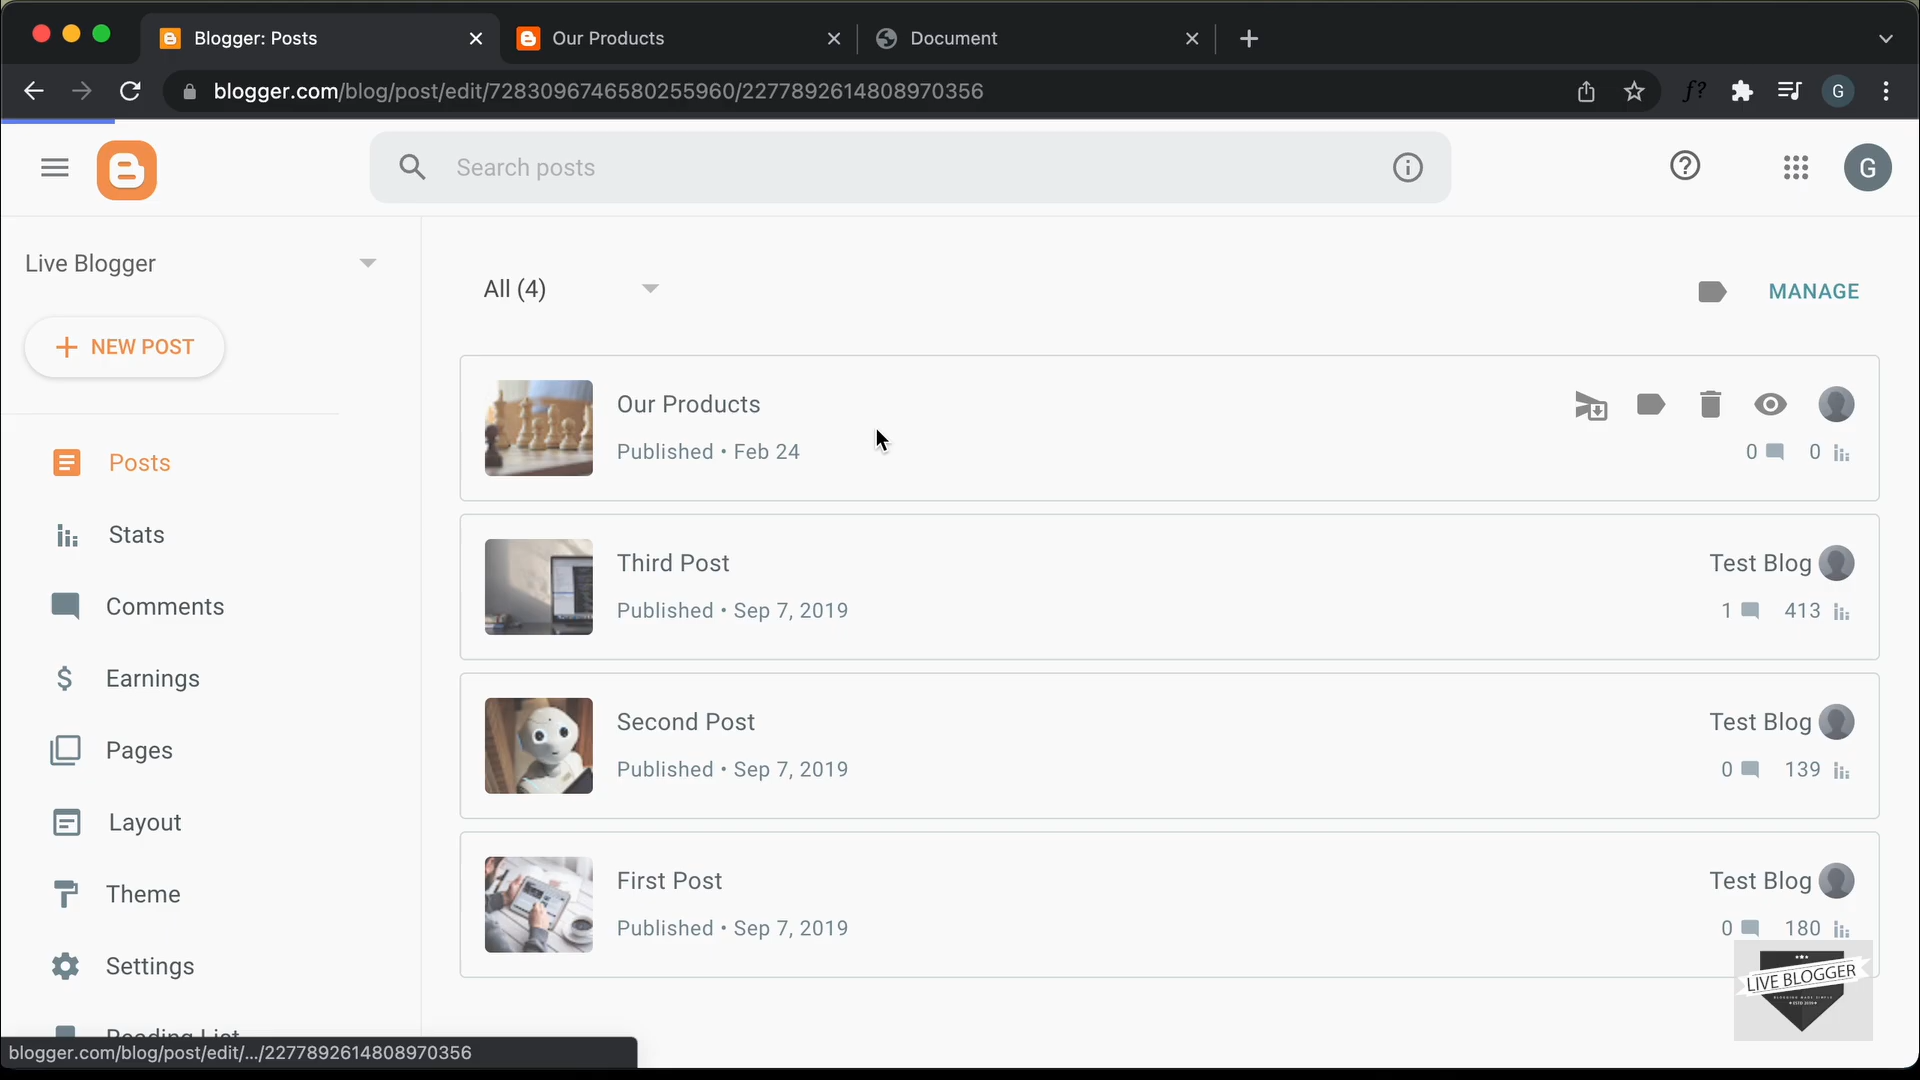 Blogger: Posts
Our Products
Document
blogger.com/blog/post/edit/7283096746580255960/2277892614808970356
f?
G
Search posts
G
Live Blogger
All (4)
MANAGE
NEW POST
Our Products
Published • Feb 24
0
0
Posts
Stats
Third Post
Test Blog
Published • Sep 7, 2019
1
413
Comments
Earnings
Second Post
Test Blog
Published • Sep 7, 2019
0
139
Pages
Layout
First Post
Test Blog
Published • Sep 7, 2019
0
180
Theme
Settings
LIVE BLOGGER
Reading List
blogger.com/blog/post/edit/.../2277892614808970356